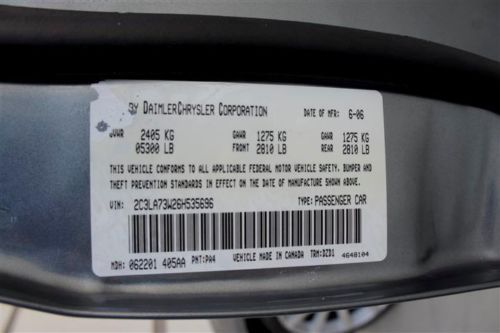 BY DAIMLERCHRYSLER CORPORATION DATE OF MFR: 6-06
GVWR 2405 KG GAWR 1275 KG GAWR 1275 KG
05300 LB FRONT 2810 LB REAR 2810 LB
THIS VEHICLE CONFORMS TO ALL APPLICABLE FEDERAL MOTOR VEHICLE SAFETY, BUMPER AND
THEFT PREVENTION STANDARDS IN EFFECT ON THE DATE OF MANUFACTURE SHOWN ABOVE.
VIN: 2C3LA73W26H535696 TYPE: PASSENGER CAR
MDH: 062201 405AA PNT: PA4 VEHICLE MADE IN CANADA TRM: DZD1 4648104